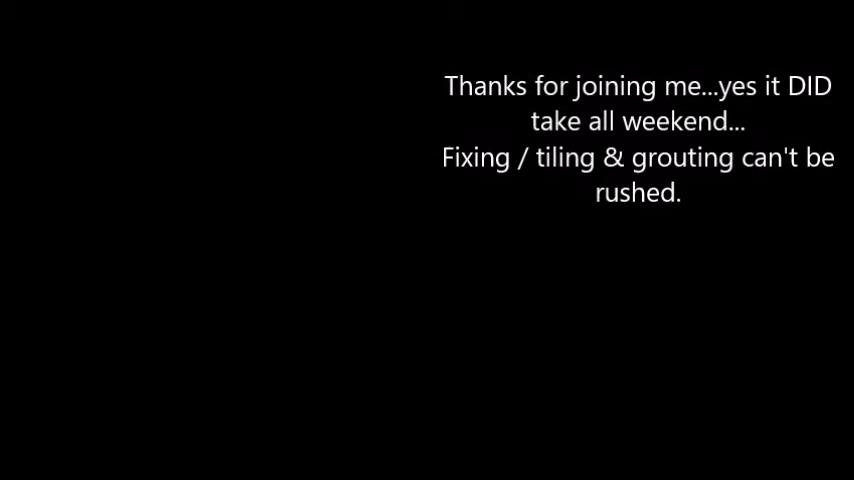 Thanks for joining me...yes it DID
take all weekend...
Fixing / tiling & grouting can't be
rushed.